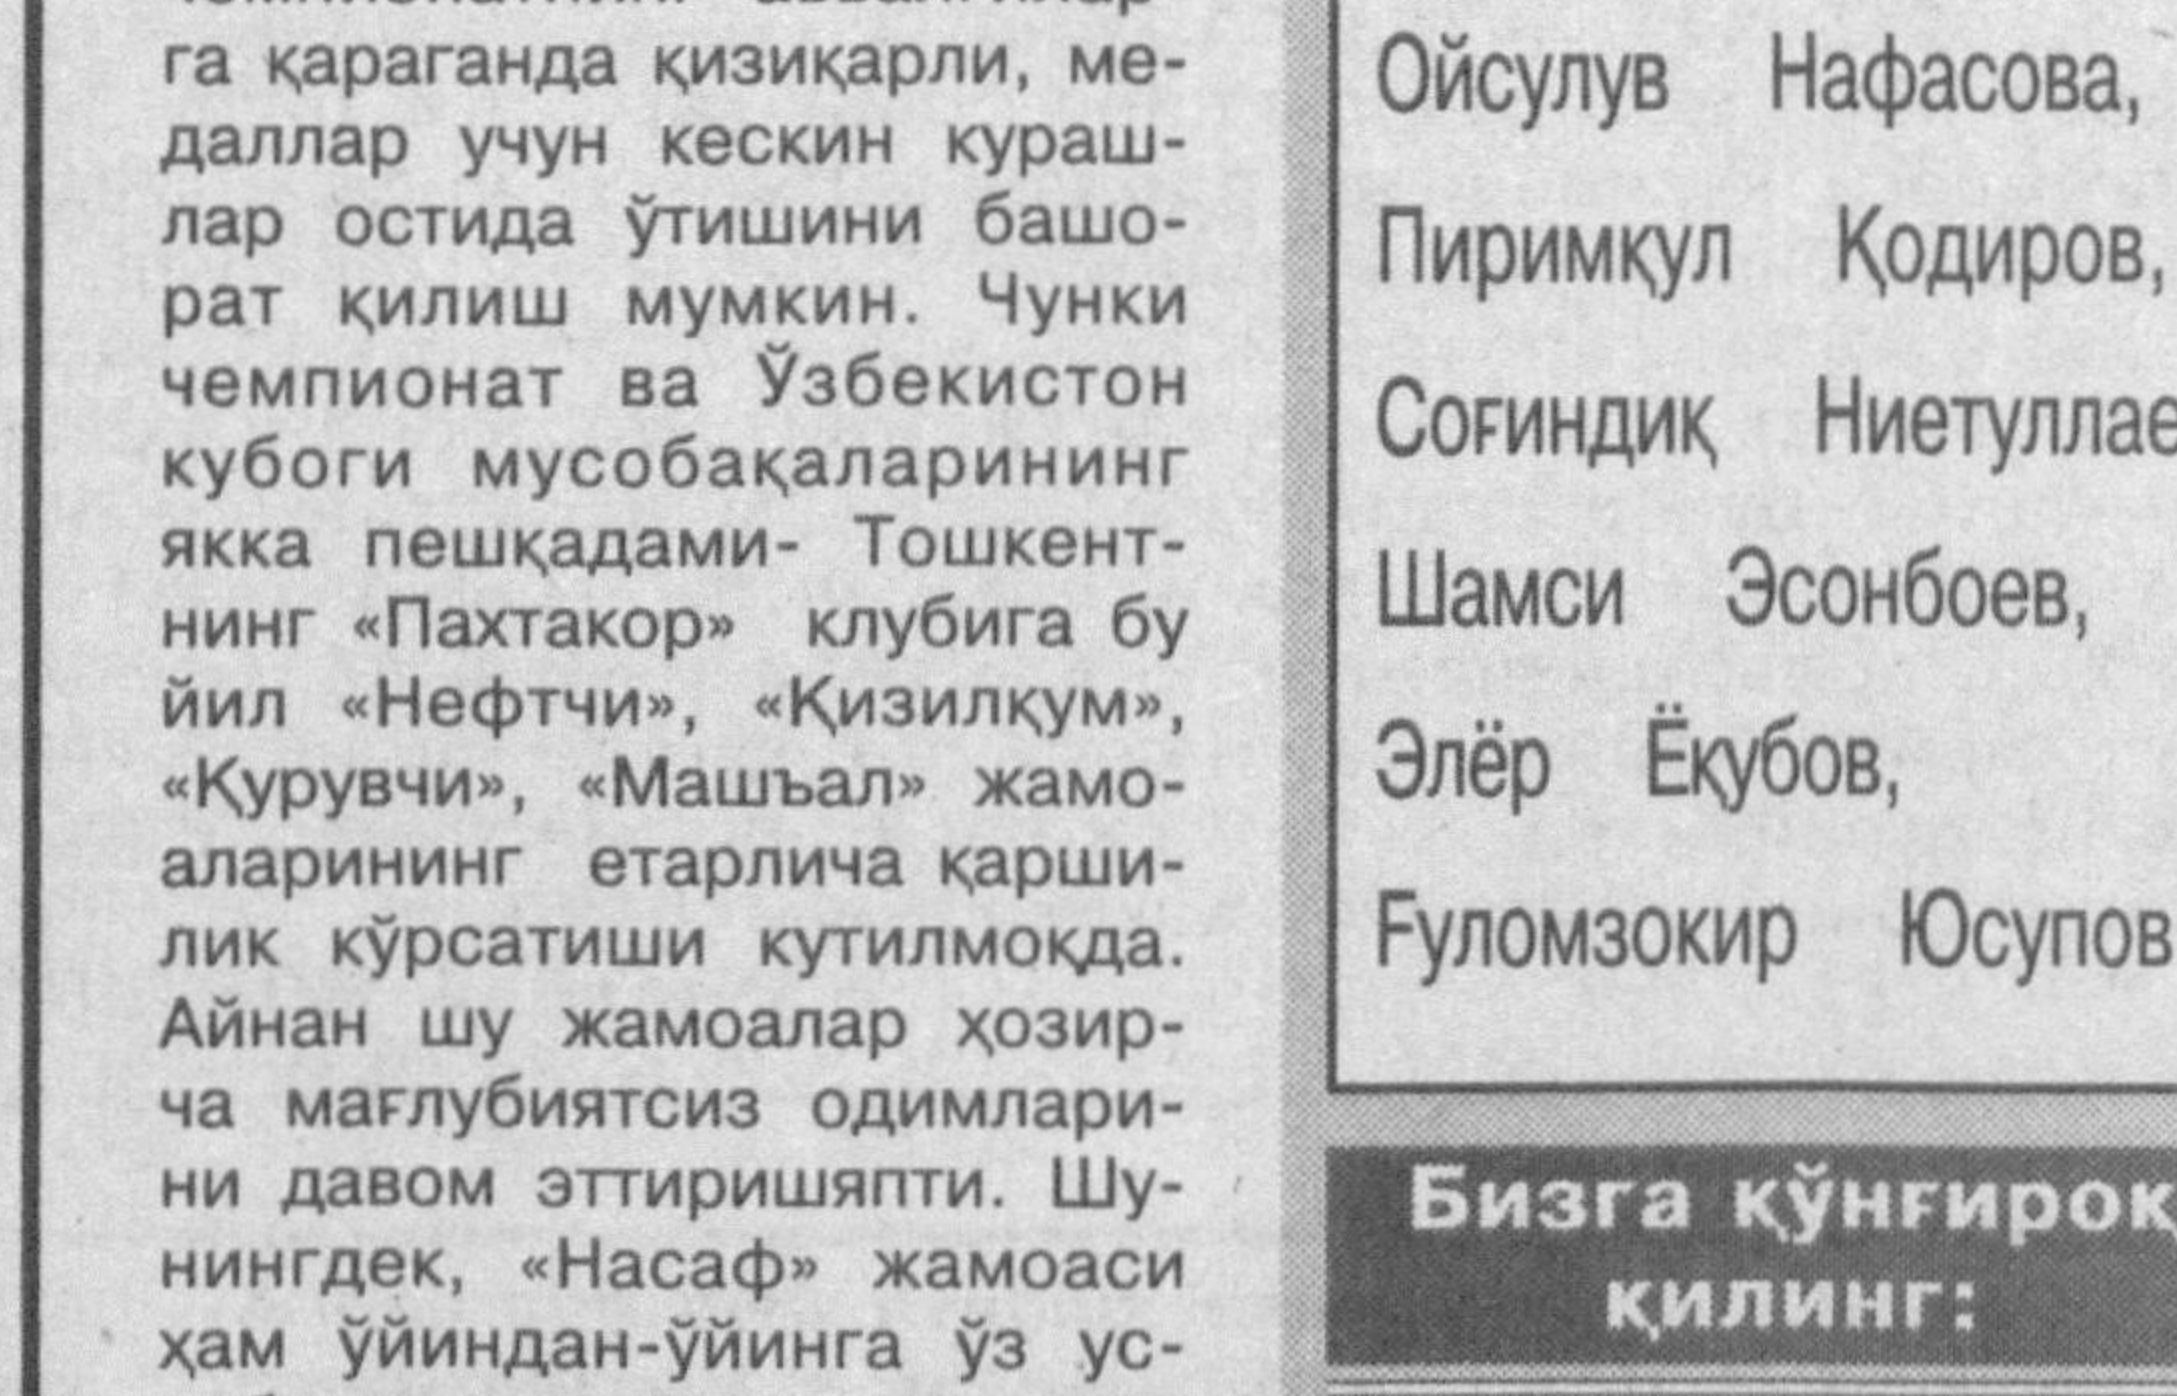 га қараганда қизиқарли, ме-
даллар учун кескин кураш-
лар остида ўтишини башо-
рат қилиш мумкин. Чунки
чемпионат ва Ўзбекистон
кубоги мусобақаларининг
якка пешқадами- Тошкент-
нинг «Пахтакор» клубига бу
йил «Нефтчи», «Қизилқум»,
«Қурувчи», «Машъал» жамо-
аларининг етарлича қарши-
лик кўрсатиши кутилмоқда.
Айнан шу жамоалар ҳозир-
ча мағлубиятсиз одимлари-
ни давом эттиришяпти. Шу-
нингдек, «Насаф» жамоаси
ҳам ўйиндан-ўйинга ўз ус-
Ойсулув Нафасова,
Пиримқул Қодиров,
Соғиндиқ Ниетуллае
Шамси Эсонбоев,
Элёр Ёқубов,
Ғуломзокир Юсупов
Бизга қўнғироқ
қилинг: